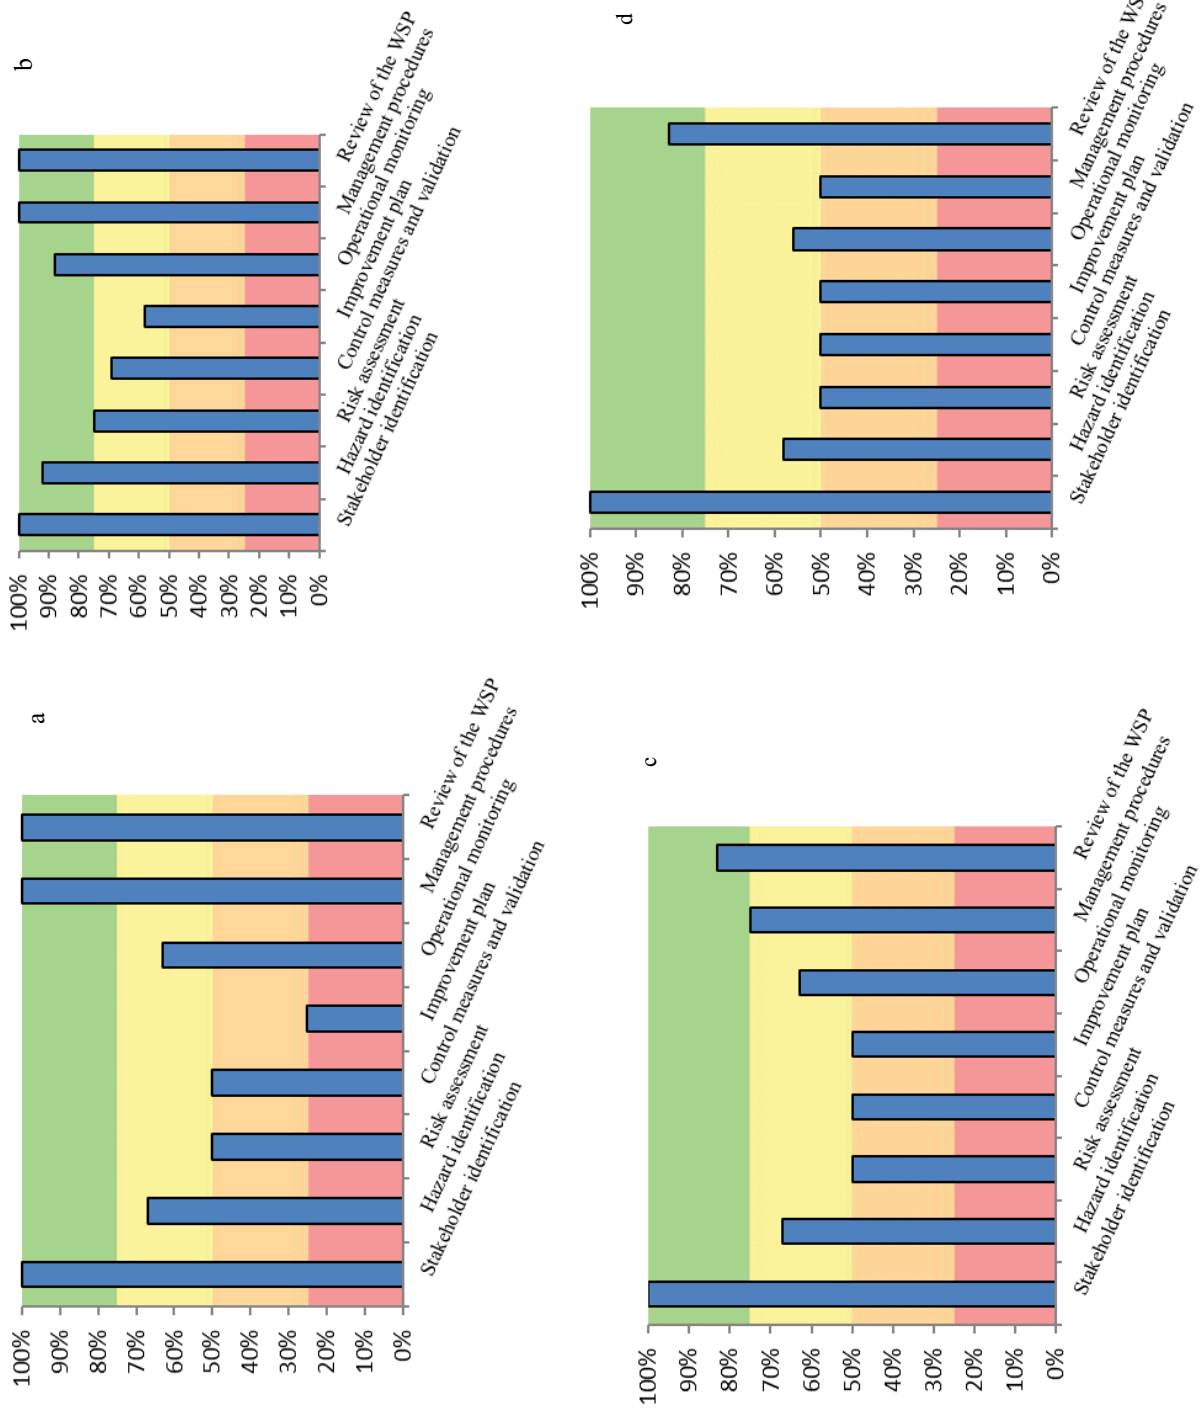 a
100%
90%
80%
70%
60%
50%
40%
30%
20%
10%
0%
Stakeholder identification
Hazard identification
Risk assessment
Control measures and validation
Improvement plan
Operational monitoring
Management procedures
Review of the WSP
b
100%
90%
80%
70%
60%
50%
40%
30%
20%
10%
0%
Stakeholder identification
Hazard identification
Risk assessment
Control measures and validation
Improvement plan
Operational monitoring
Management procedures
Review of the WSP
c
100%
90%
80%
70%
60%
50%
40%
30%
20%
10%
0%
Stakeholder identification
Hazard identification
Risk assessment
Control measures and validation
Improvement plan
Operational monitoring
Management procedures
Review of the WSP
d
100%
90%
80%
70%
60%
50%
40%
30%
20%
10%
0%
Stakeholder identification
Hazard identification
Risk assessment
Control measures and validation
Improvement plan
Operational monitoring
Management procedures
Review of the WS